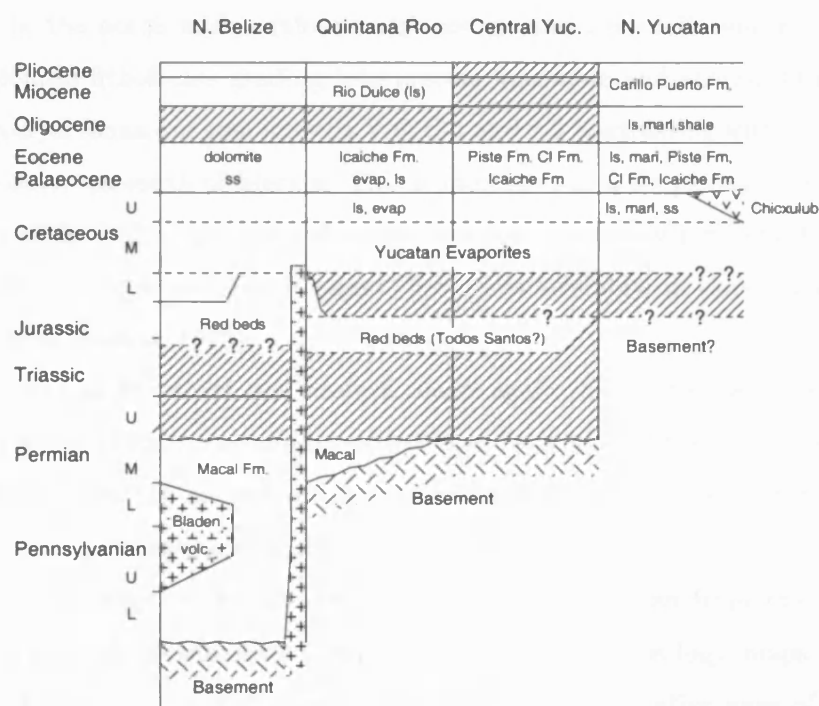 N. Belize Quintana Roo Central Yuc. N. Yucatan
Pliocene
Miocene Rio Dulce (ls) Carillo Puerto Fm,
Oligocene ls, marl, shale
Eocene dolomite Icaiche Fm. Piste Fm. Cl Fm. ls, marl, Piste Fm,
Palaeocene ss evap, ls Icaiche Fm Cl Fm, Icaiche Fm
U ls, evap ls, marl, ss Chicxulub
Cretaceous
M Yucatan Evaporites
L ? ?
? ? ?
Jurassic Red beds Red beds (Todos Santos?) Basement?
? ? ?
Triassic
U
Permian Macal
M Macal Fm. Basement
L Bladen
Pennsylvanian volc.
U
L
Basement